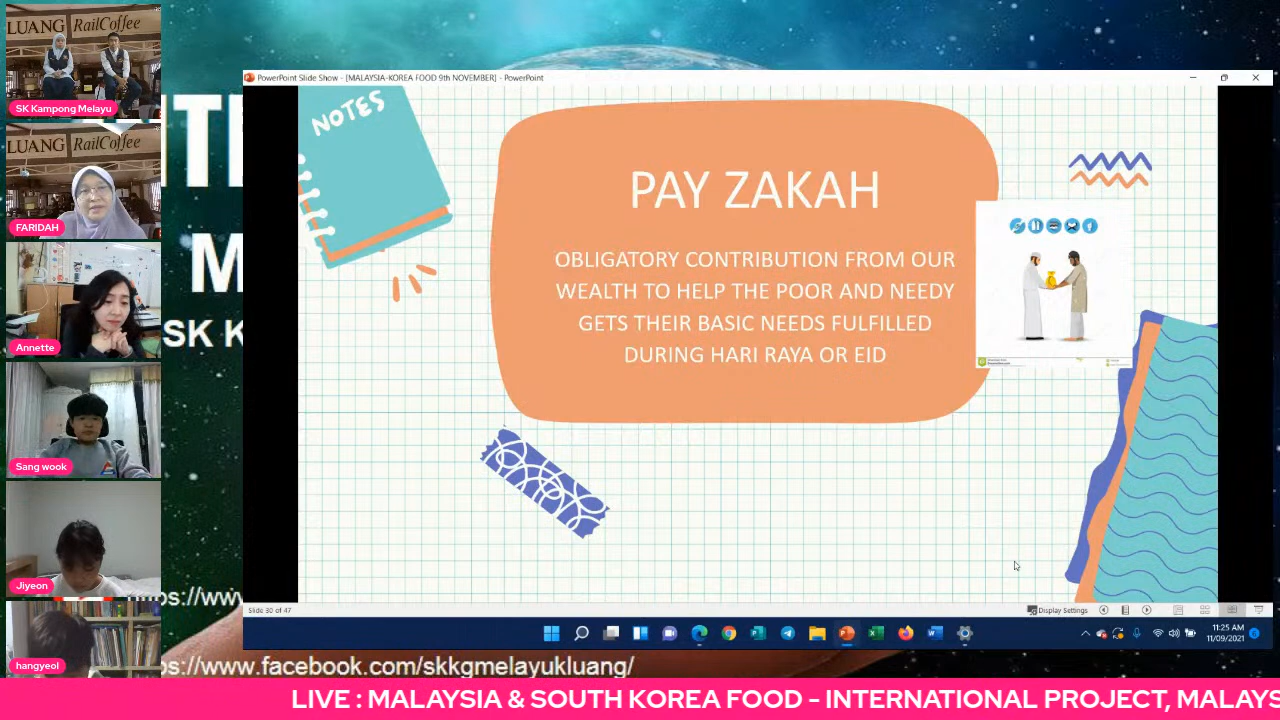 LUANG RailCoffee
SK Kampong Melayu
LUANG RailCoffee
FARIDAH
Annette
Sang wook
Jiyeon
hangyeol
M
SK K
PowerPoint Slide Show - [MALAYSIA-KOREA FOOD 9th NOVEMBER] - PowerPoint
NOTES
PAY ZAKAH
OBLIGATORY CONTRIBUTION FROM OUR
WEALTH TO HELP THE POOR AND NEEDY
GETS THEIR BASIC NEEDS FULFILLED
DURING HARI RAYA OR EID
Slide 30 of 47
Display Settings
11:25 AM
11/09/2021
ps://www.facebook.com/skkgmelayukluang/
LIVE : MALAYSIA & SOUTH KOREA FOOD - INTERNATIONAL PROJECT, MALAYS